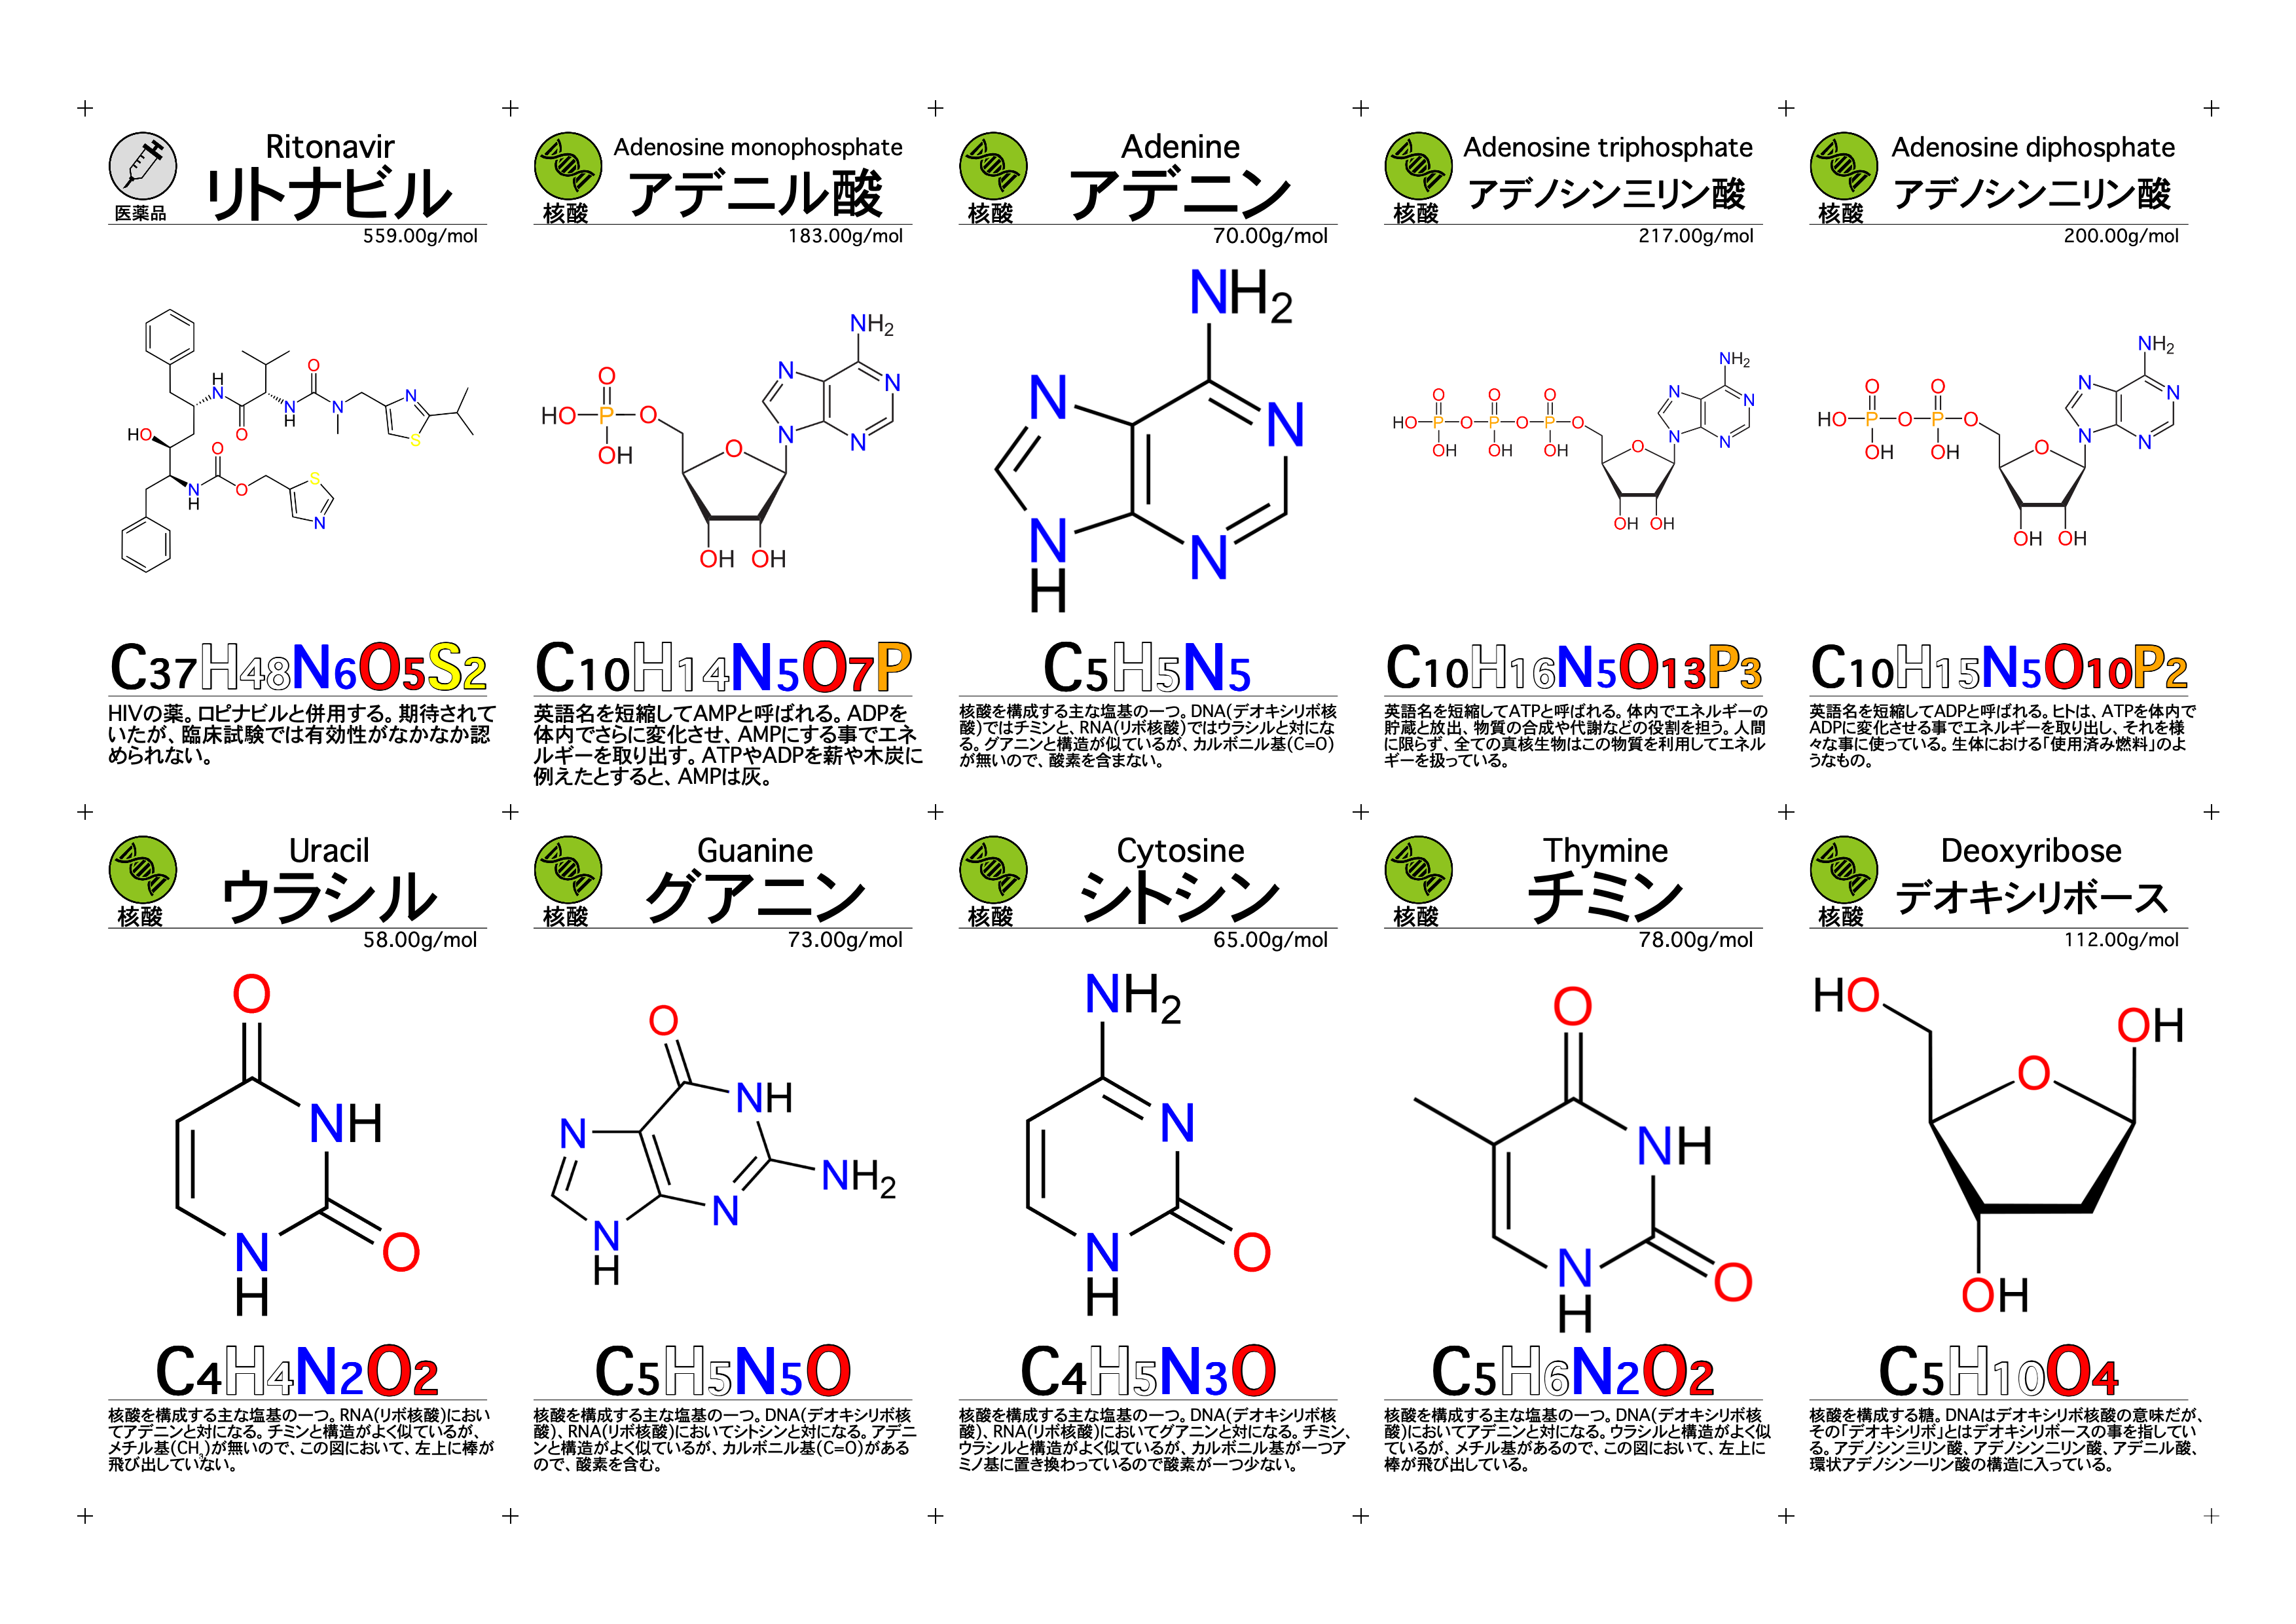 Ritonavir
リトナビル
医薬品
559.00g/mol
O
H
N
O
N
H
O
N
N
S
HO
N
H
O
O
S
N
C37H48N6O5S2
HIVの薬。ロピナビルと併用する。期待されて
いたが、臨床試験では有効性がなかなか認
められない。
Adenosine monophosphate
アデニル酸
核酸
183.00g/mol
NH2
N
N
N
N
O
HO
P
O
OH
O
OH
OH
C10H14N5O7P
英語名を短縮してAMPと呼ばれる。ADPを
体内でさらに変化させ、AMPにする事でエネ
ルギーを取り出す。ATPやADPを薪や木炭に
例えたとすると、AMPは灰。
Adenine
アデニン
核酸
70.00g/mol
NH2
N
N
N
H
N
C5H5N5
核酸を構成する主な塩基の一つ。DNA(デオキシリボ核
酸)ではチミンと、RNA(リボ核酸)ではウラシルと対にな
る。グアニンと構造が似ているが、カルボニル基(C=O)
が無いので、酸素を含まない。
Adenosine triphosphate
アデノシン三リン酸
核酸
217.00g/mol
NH2
N
N
N
N
O
O
O
HO
P
O
P
O
P
O
OH
OH
OH
O
OH
OH
C10H16N5O13P3
英語名を短縮してATPと呼ばれる。体内でエネルギーの
貯蔵と放出、物質の合成や代謝などの役割を担う。人間
に限らず、全ての真核生物はこの物質を利用してエネル
ギーを扱っている。
Adenosine diphosphate
アデノシン二リン酸
核酸
200.00g/mol
NH2
N
N
N
N
O
O
HO
P
O
P
O
OH
OH
O
OH
OH
C10H15N5O10P2
英語名を短縮してADPと呼ばれる。ヒトは、ATPを体内で
ADPに変化させる事でエネルギーを取り出し、それを様
々な事に使っている。生体における「使用済み燃料」のよ
うなもの。
Uracil
ウラシル
核酸
58.00g/mol
O
NH
N
H
O
C4H4N2O2
核酸を構成する主な塩基の一つ。RNA(リボ核酸)におい
てアデニンと対になる。チミンと構造がよく似ているが、
メチル基(CH3)が無いので、この図において、左上に棒が
飛び出していない。
Guanine
グアニン
核酸
73.00g/mol
O
NH
N
NH2
N
N
H
C5H5N5O
核酸を構成する主な塩基の一つ。DNA(デオキシリボ核
酸)、RNA(リボ核酸)においてシトシンと対になる。アデニ
ンと構造がよく似ているが、カルボニル基(C=O)がある
ので、酸素を含む。
Cytosine
シトシン
核酸
65.00g/mol
NH2
N
N
H
O
C4H5N3O
核酸を構成する主な塩基の一つ。DNA(デオキシリボ核
酸)、RNA(リボ核酸)においてグアニンと対になる。チミン、
ウラシルと構造がよく似ているが、カルボニル基が一つア
ミノ基に置き換わっているので酸素が一つ少ない。
Thymine
チミン
核酸
78.00g/mol
O
NH
N
H
O
C5H6N2O2
核酸を構成する主な塩基の一つ。DNA(デオキシリボ核
酸)においてアデニンと対になる。ウラシルと構造がよく似
ているが、メチル基があるので、この図において、左上に
棒が飛び出している。
Deoxyribose
デオキシリボース
核酸
112.00g/mol
HO
OH
O
OH
C5H10O4
核酸を構成する糖。DNAはデオキシリボ核酸の意味だが、
その「デオキシリボ」とはデオキシリボースの事を指してい
る。アデノシン三リン酸、アデノシン二リン酸、アデニル酸、
環状アデノシン一リン酸の構造に入っている。